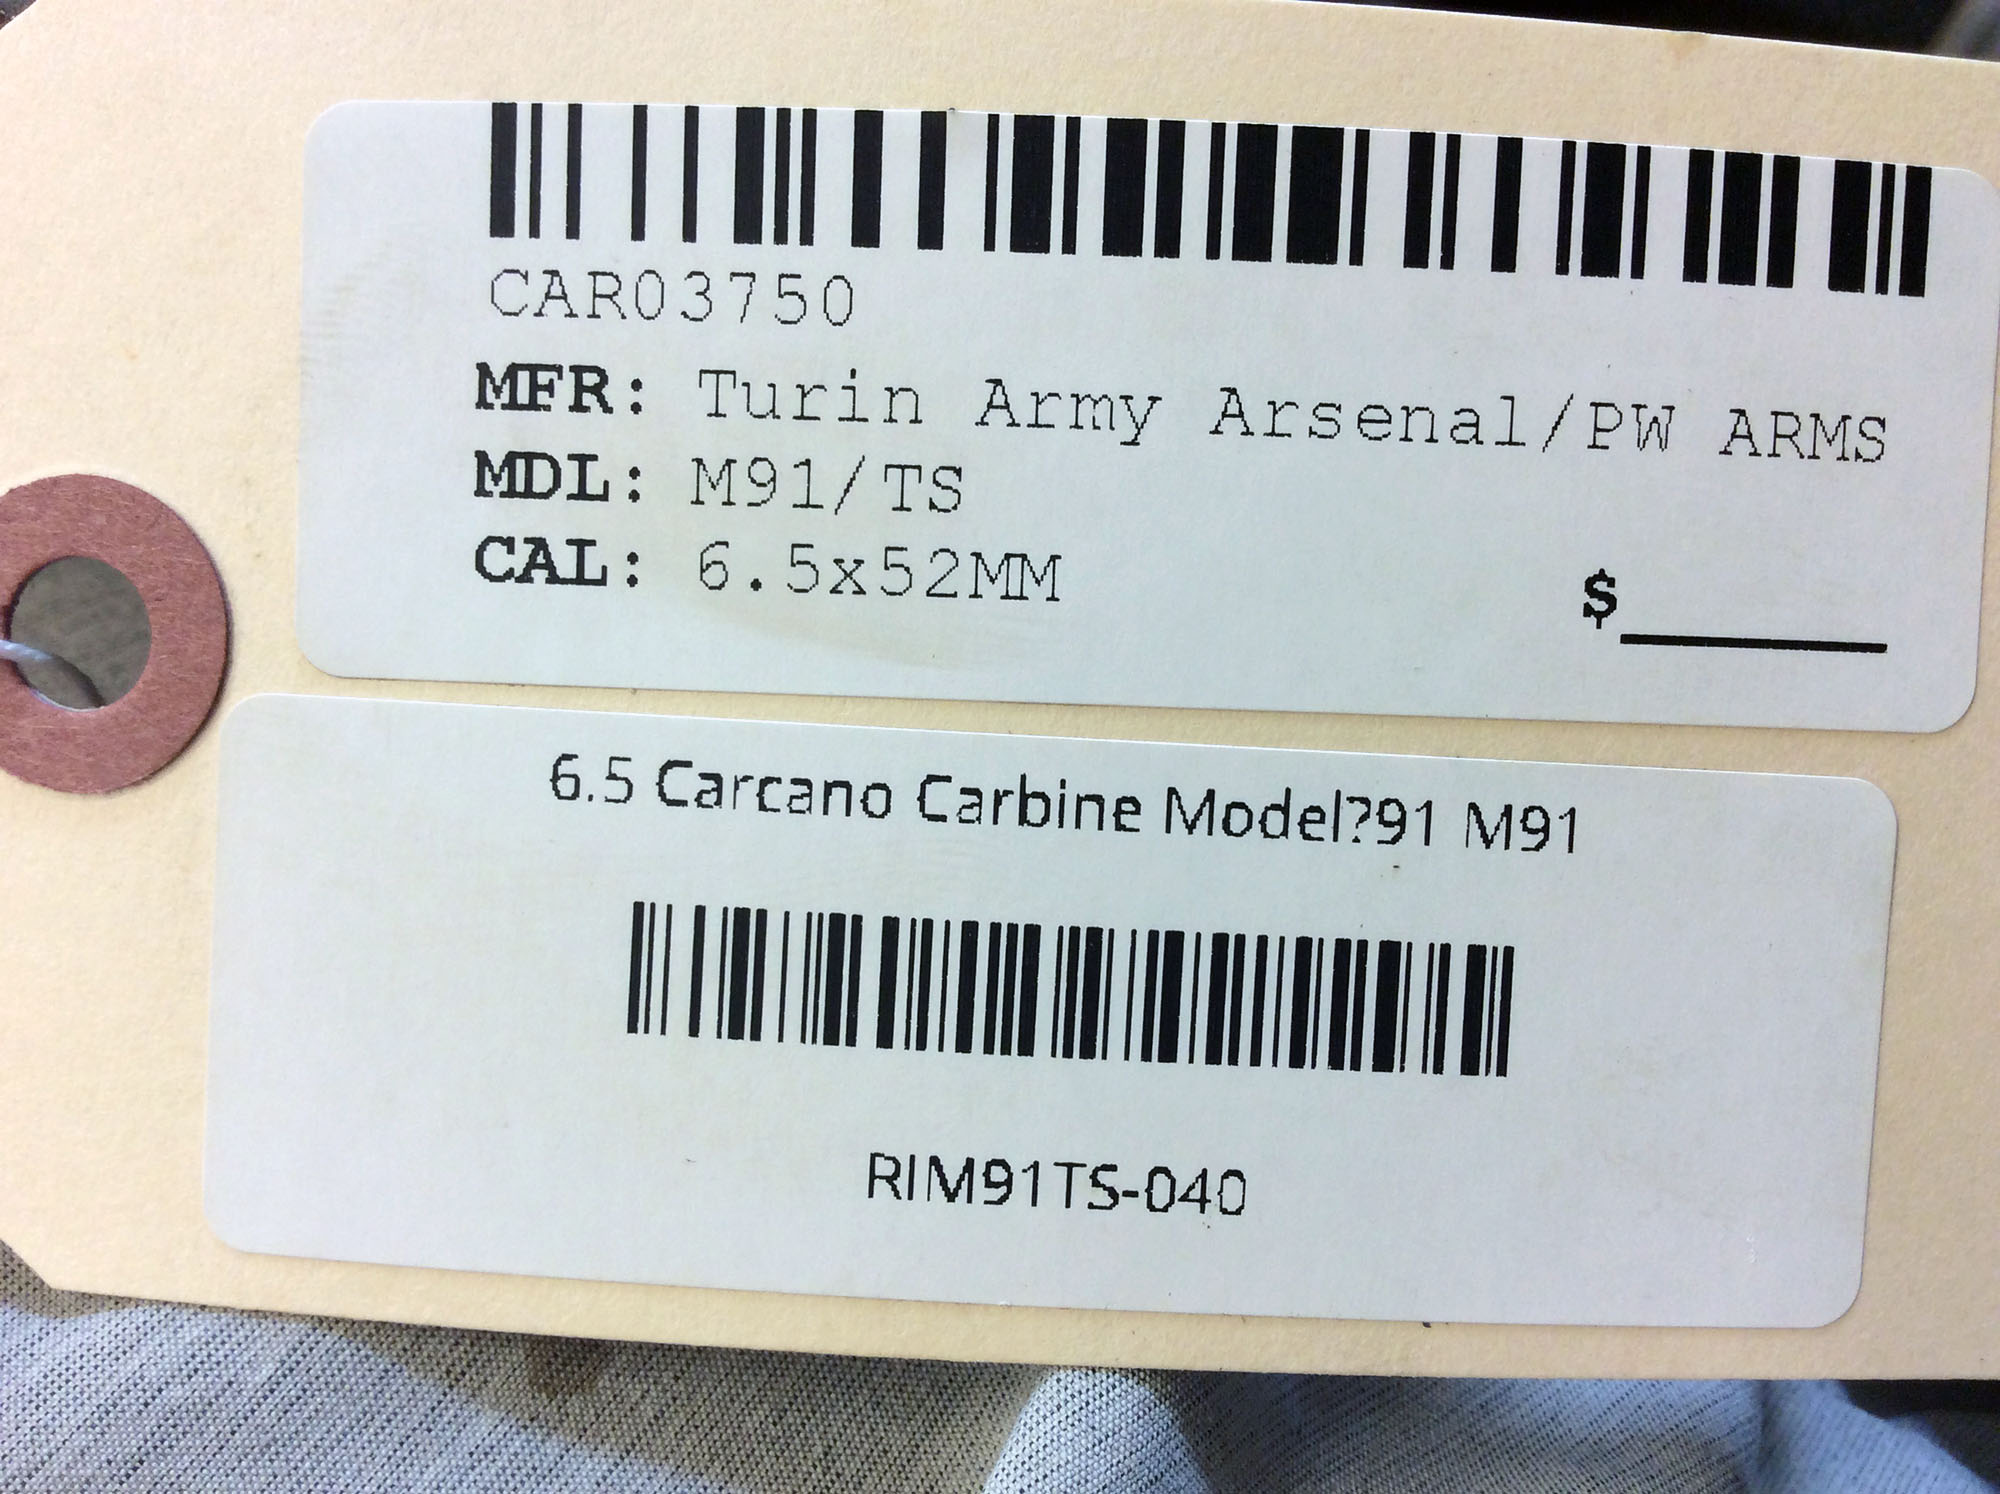 CAR03750
MFR: Turin Army Arsenal/PW ARMS
MDL: M91/TS
CAL: 6.5x52MM
$
6.5 Carcano Carbine Model?91 M91
RIM91TS-040